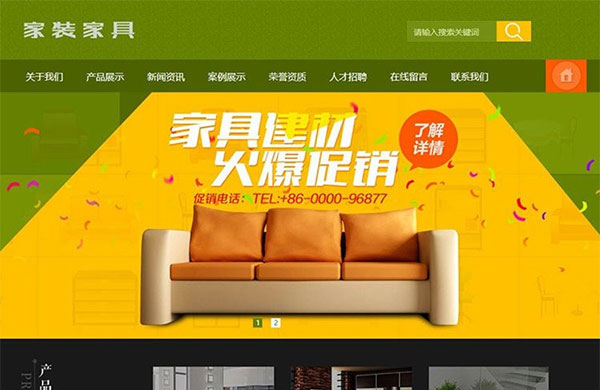 家装家具
请输入搜索关键词
关于我们 产品展示 新闻资讯 案例展示 荣誉资质 人才招聘 在线留言 联系我们
家具建材
火爆促销
了解
详情
促销电话：TEL:+86-0000-96877
1 2
产品
PR